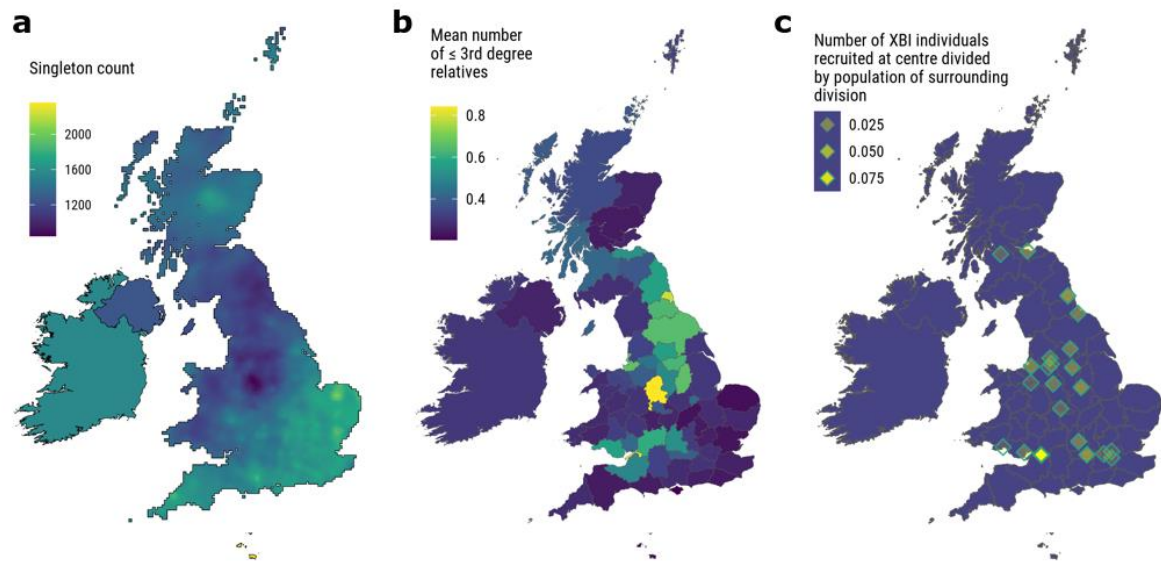 a
Singleton count
2000
1600
1200
b
Mean number
of ≤ 3rd degree
relatives
0.8
0.6
0.4
c
Number of XBI individuals
recruited at centre divided
by population of surrounding
division
0.025
0.050
0.075